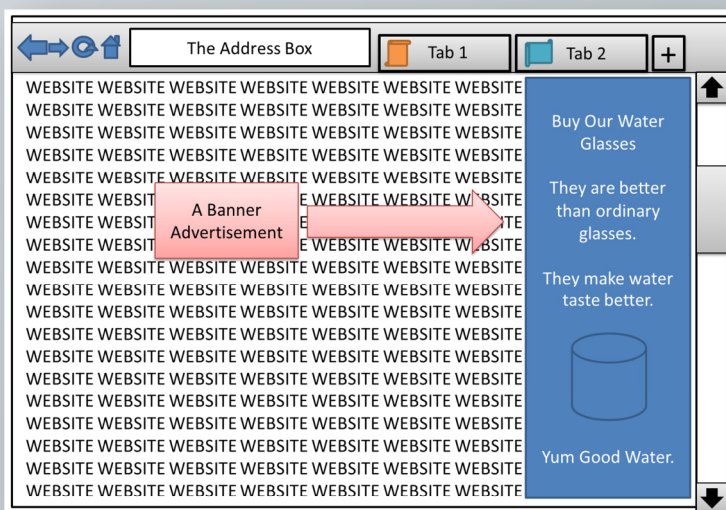 The Address Box
Tab 1
Tab 2
+
WEBSITE WEBSITE WEBSITE WEBSITE WEBSITE WEBSITE WEBSITE
WEBSITE WEBSITE WEBSITE WEBSITE WEBSITE WEBSITE WEBSITE
WEBSITE WEBSITE WEBSITE WEBSITE WEBSITE WEBSITE WEBSITE
WEBSITE WEBSITE WEBSITE WEBSITE WEBSITE WEBSITE WEBSITE
WEBSITE WEBSITE WEBSITE WEBSITE WEBSITE WEBSITE WEBSITE
WEBSITE WEBSIT E WEBSITE WEBSITE WEBSITE
WEBSITE WEBSIT
WEBSITE WEBSIT E WEBSITE WEBSITE WEBSITE
WEBSITE WEBSITE WEBSITE WEBSITE WEBSITE WEBSITE WEBSITE
WEBSITE WEBSITE WEBSITE WEBSITE WEBSITE WEBSITE WEBSITE
WEBSITE WEBSITE WEBSITE WEBSITE WEBSITE WEBSITE WEBSITE
WEBSITE WEBSITE WEBSITE WEBSITE WEBSITE WEBSITE WEBSITE
WEBSITE WEBSITE WEBSITE WEBSITE WEBSITE WEBSITE WEBSITE
WEBSITE WEBSITE WEBSITE WEBSITE WEBSITE WEBSITE WEBSITE
WEBSITE WEBSITE WEBSITE WEBSITE WEBSITE WEBSITE WEBSITE
WEBSITE WEBSITE WEBSITE WEBSITE WEBSITE WEBSITE WEBSITE
WEBSITE WEBSITE WEBSITE WEBSITE WEBSITE WEBSITE WEBSITE
WEBSITE WEBSITE WEBSITE WEBSITE WEBSITE WEBSITE WEBSITE
WEBSITE WEBSITE WEBSITE WEBSITE WEBSITE WEBSITE WEBSITE
A Banner
Advertisement
Buy Our Water
Glasses
They are better
than ordinary
glasses.
They make water
taste better.
Yum Good Water.